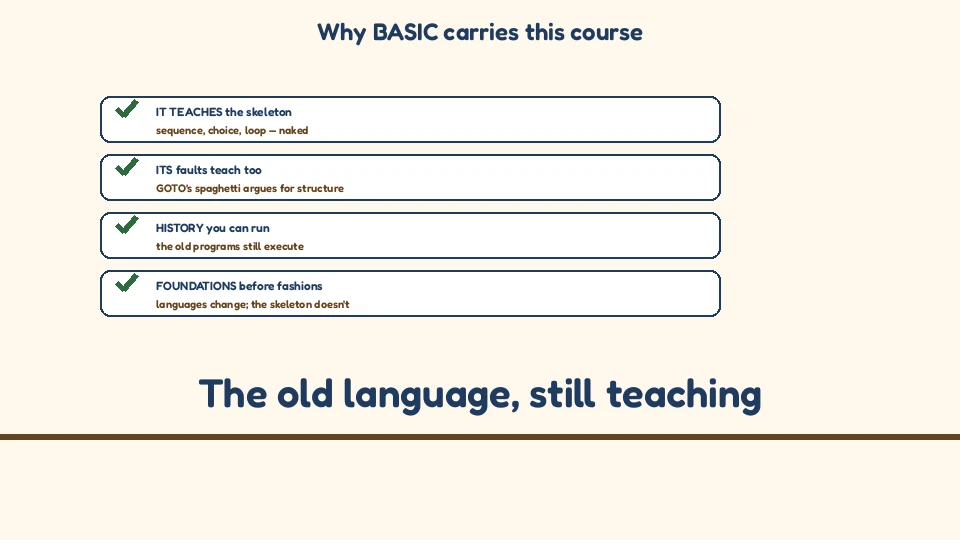 Why BASIC carries this course
IT TEACHES the skeleton
sequence, choice, loop — naked
ITS faults teach too
GOTO's spaghetti argues for structure
HISTORY you can run
the old programs still execute
FOUNDATIONS before fashions
languages change; the skeleton doesn't
The old language, still teaching